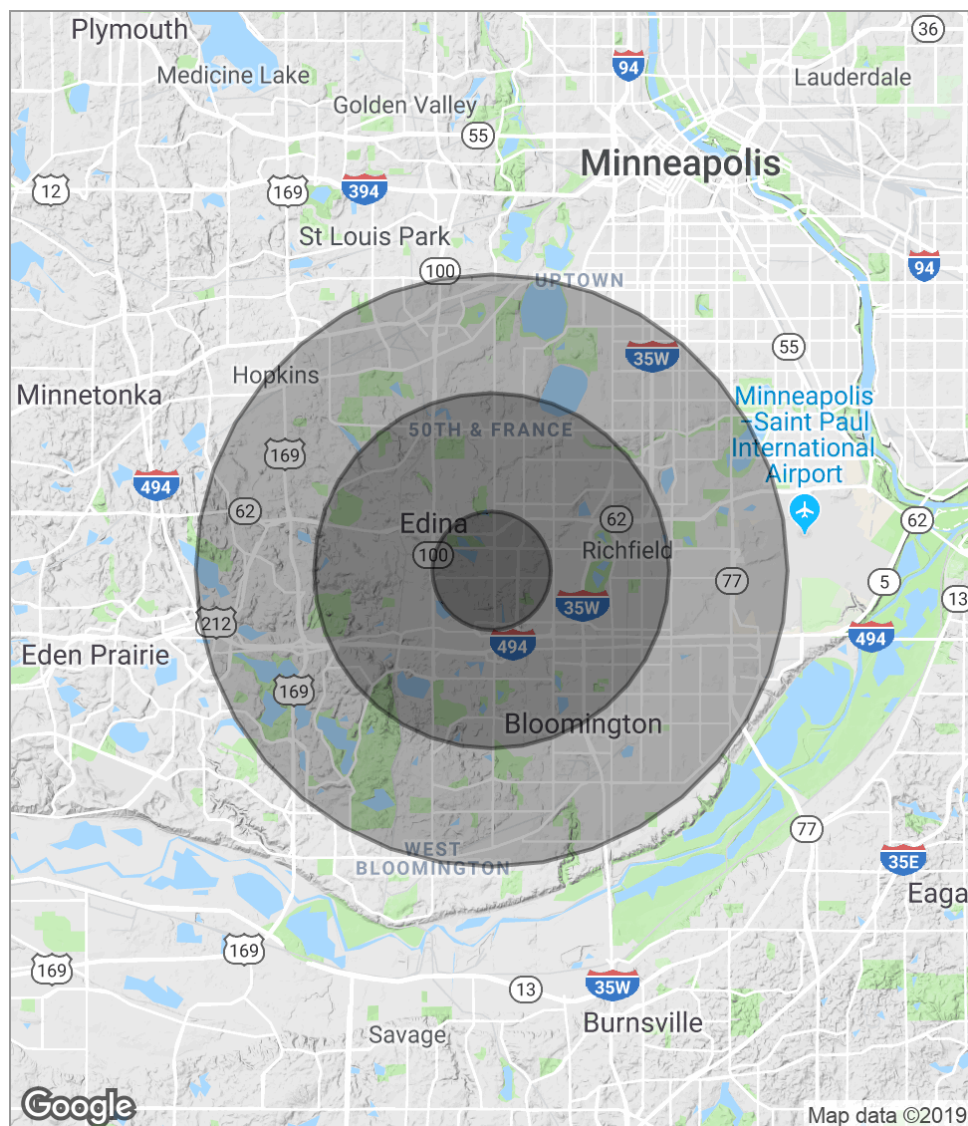 Plymouth
36
94
Medicine Lake
Lauderdale
Golden Valley
55
Minneapolis
12
169
394
St Louis Park
100
94
UPTOWN
55
35W
Hopkins
Minnetonka
Minneapolis
-Saint Paul
International
Airport
50TH & FRANCE
169
494
62
Edina
62
62
100
Richfield
77
5
13
35W
212
494
494
Eden Prairie
169
Bloomington
77
WEST
BLOOMINGTON
35E
Eaga
169
169
13
35W
Burnsville
Savage
Google
Map data ©2019